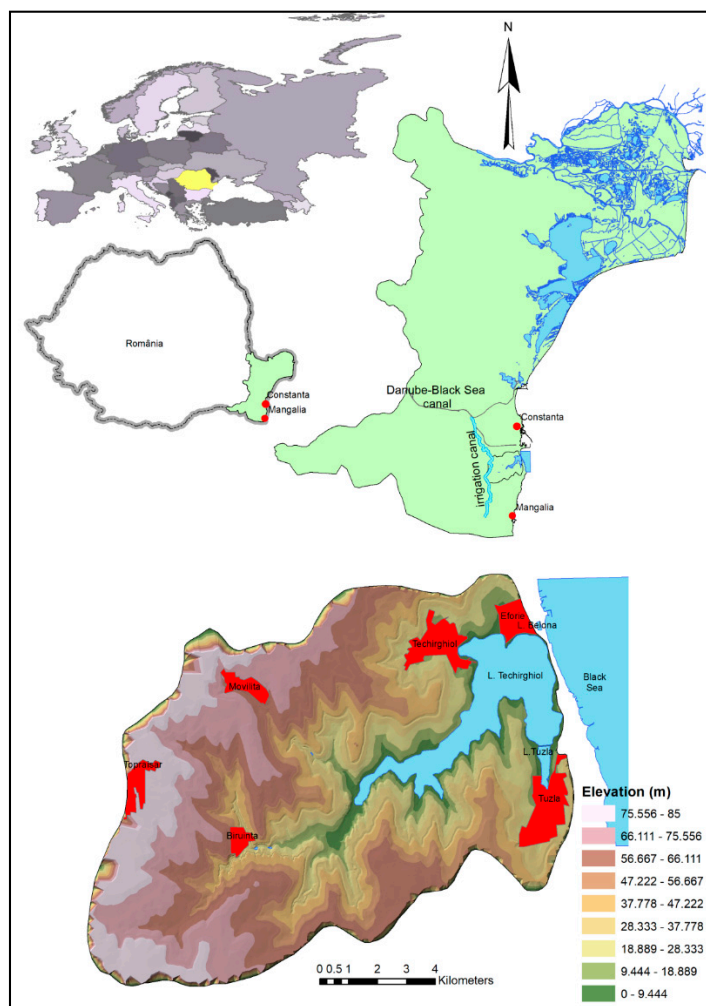 N
România
Constanta
Mangalia
Danube-Black Sea
canal
Constanta
irrigation canal
Mangalia
Eforie
L. Belona
Techirghiol
L. Techirghiol
Black
Sea
Movilita
Topraisar
L.Tuzla
Tuzla
Biruinta
Elevation (m)
75.556 - 85
66.111 - 75.556
56.667 - 66.111
47.222 - 56.667
37.778 - 47.222
28.333 - 37.778
18.889 - 28.333
9.444 - 18.889
0 - 9.444
0 0.5 1 2 3 4
Kilometers